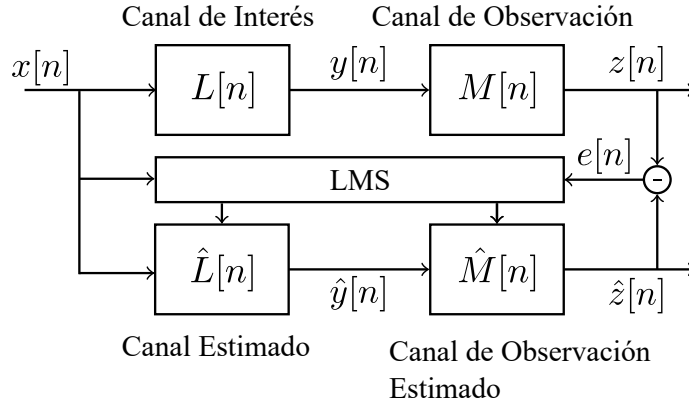 Canal de Interés
Canal de Observación
x[n]
L[n]
y[n]
M[n]
z[n]
e[n]
LMS
-
L̂[n]
ŷ[n]
M̂[n]
ẑ[n]
Canal Estimado
Canal de Observación
Estimado